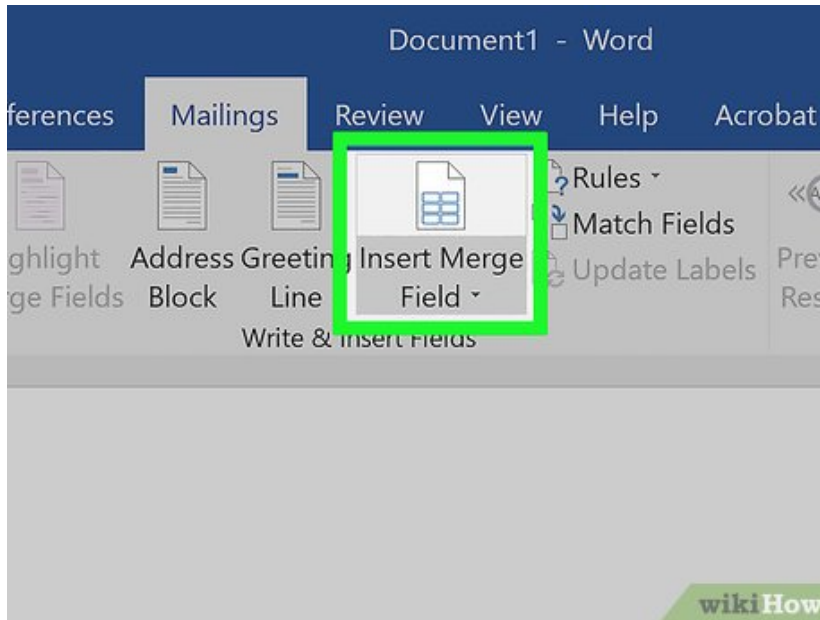 Document1 - Word
ferences Mailings Review View Help Acrobat
Rules
Match Fields
Update Labels
ghlight
ge Fields
Address
Block
Greeting
Line
Insert Merge
Field
Pre
Res
Write & Insert Fields
wikiHow